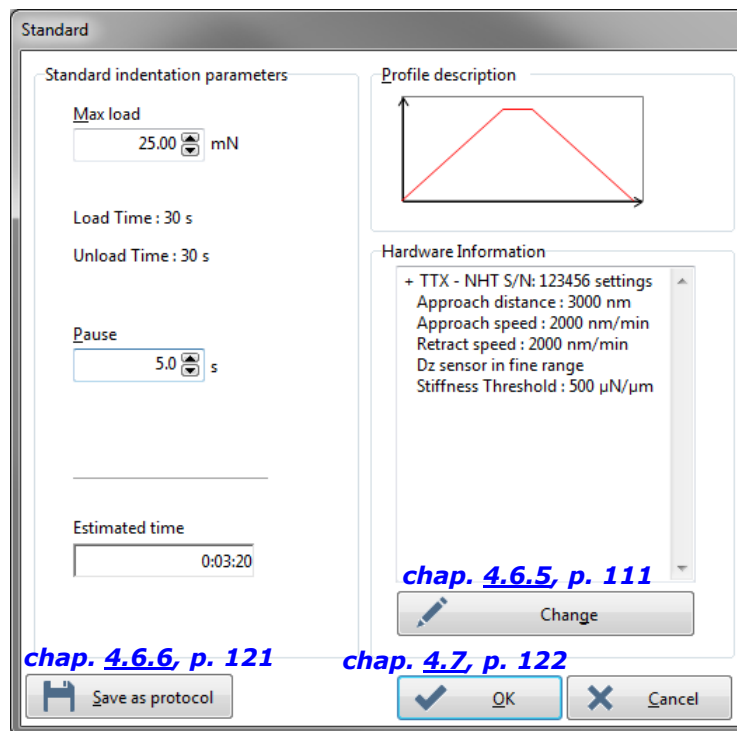 Standard
Standard indentation parameters
Max load
25.00 mN
Load Time : 30 s
Unload Time : 30 s
Pause
5.0 s
Estimated time
0:03:20
Profile description
Hardware Information
+ TTX - NHT S/N: 123456 settings
Approach distance : 3000 nm
Approach speed : 2000 nm/min
Retract speed : 2000 nm/min
Dz sensor in fine range
Stiffness Threshold : 500 µN/µm
chap. 4.6.5, p. 111
Change
chap. 4.6.6, p. 121
chap. 4.7, p. 122
Save as protocol
OK
Cancel